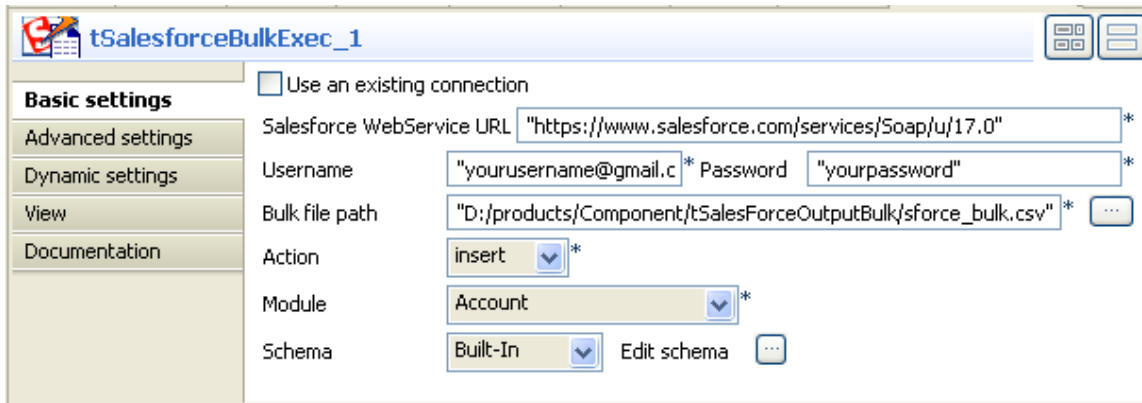 tSalesforceBulkExec_1
Basic settings
Advanced settings
Dynamic settings
View
Documentation
Use an existing connection
Salesforce WebService URL "https://www.salesforce.com/services/Soap/u/17.0" *
Username "yourusername@gmail.c * Password "yourpassword" *
Bulk file path "D:/products/Component/tSalesForceOutputBulk/sforce_bulk.csv" * ...
Action insert *
Module Account *
Schema Built-In Edit schema ...